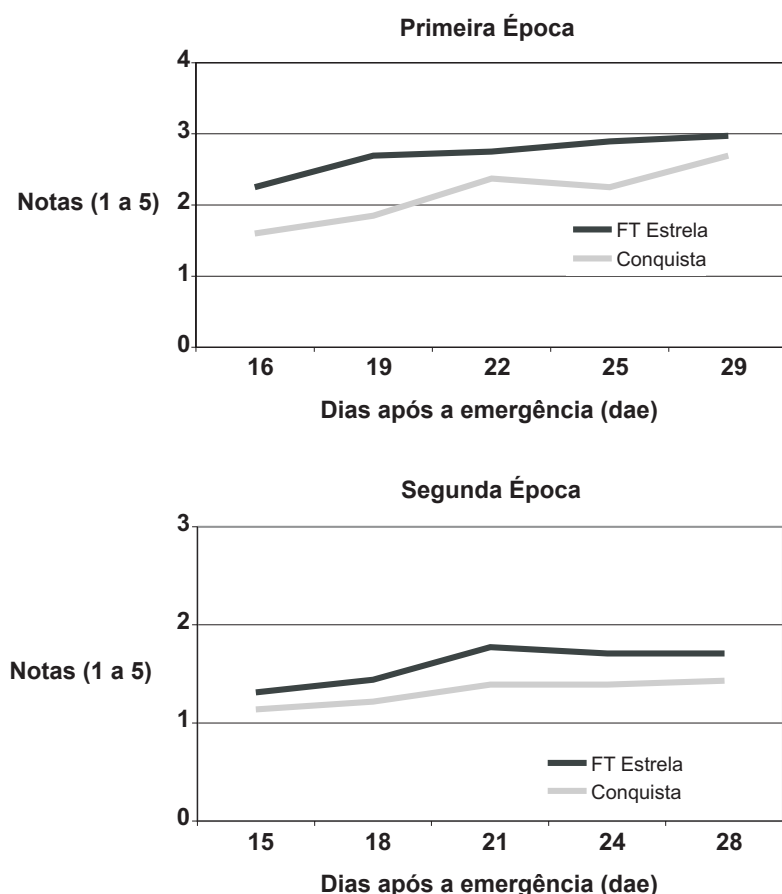 Primeira Época
4
3
Notas (1 a 5)
2
FT Estrela
Conquista
1
0
16 19 22 25 29
Dias após a emergência (dae)
Segunda Época
3
2
Notas (1 a 5)
1
FT Estrela
Conquista
0
15 18 21 24 28
Dias após a emergência (dae)